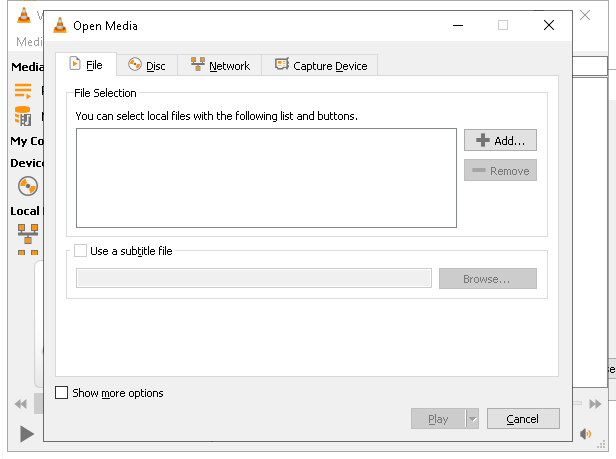 Open Media
Medi
File
Disc
Network
Capture Device
Media
File Selection
You can select local files with the following list and buttons.
Add...
Remove
My Co
Device
Local
Use a subtitle file
Browse...
Show more options
Play
Cancel